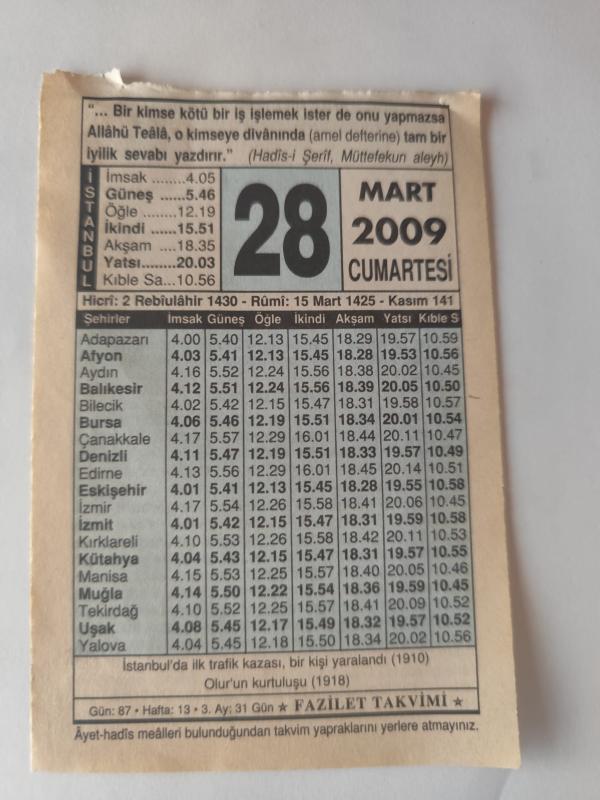 “... Bir kimse kötü bir iş işlemek ister de onu yapmazsa
Allâhü Teâlâ, o kimseye dîvânında (amel defterine) tam bir
iyilik sevabı yazdırır.” (Hadîs-i Şerîf, Müttefekun aleyh)
İSTANBUL
İmsak ........4.05
Güneş ......5.46
Öğle ......12.19
İkindi ......15.51
Akşam ....18.35
Yatsı........20.03
Kıble Sa...10.56
28
MART
2009
CUMARTESİ
Hicrî: 2 Rebîulâhir 1430 - Rûmî: 15 Mart 1425 - Kasım 141
Şehirler İmsak Güneş Öğle İkindi Akşam Yatsı Kıble S
Adapazarı 4.00 5.40 12.13 15.45 18.29 19.57 10.59
Afyon 4.03 5.41 12.13 15.45 18.28 19.53 10.56
Aydın 4.16 5.52 12.24 15.56 18.38 20.02 10.45
Balıkesir 4.12 5.51 12.24 15.56 18.39 20.05 10.50
Bilecik 4.02 5.42 12.15 15.47 18.31 19.58 10.57
Bursa 4.06 5.46 12.19 15.51 18.34 20.01 10.54
Çanakkale 4.17 5.57 12.29 16.01 18.44 20.11 10.47
Denizli 4.11 5.47 12.19 15.51 18.33 19.57 10.49
Edirne 4.13 5.56 12.29 16.01 18.45 20.14 10.51
Eskişehir 4.01 5.41 12.13 15.45 18.28 19.55 10.58
İzmir 4.17 5.54 12.26 15.58 18.41 20.06 10.45
İzmit 4.01 5.42 12.15 15.47 18.31 19.59 10.58
Kırklareli 4.10 5.53 12.26 15.58 18.42 20.11 10.53
Kütahya 4.04 5.43 12.15 15.47 18.31 19.57 10.55
Manisa 4.15 5.53 12.25 15.57 18.40 20.05 10.46
Muğla 4.14 5.50 12.22 15.54 18.36 19.59 10.45
Tekirdağ 4.10 5.52 12.25 15.57 18.41 20.09 10.52
Uşak 4.08 5.45 12.17 15.49 18.32 19.57 10.52
Yalova 4.04 5.45 12.18 15.50 18.34 20.02 10.56
İstanbul'da ilk trafik kazası, bir kişi yaralandı (1910)
Olur'un kurtuluşu (1918)
Gün: 87 • Hafta: 13 • 3. Ay: 31 Gün ★ FAZİLET TAKVİMİ ★
Âyet-hadîs meâlleri bulunduğundan takvim yapraklarını yerlere atmayınız.